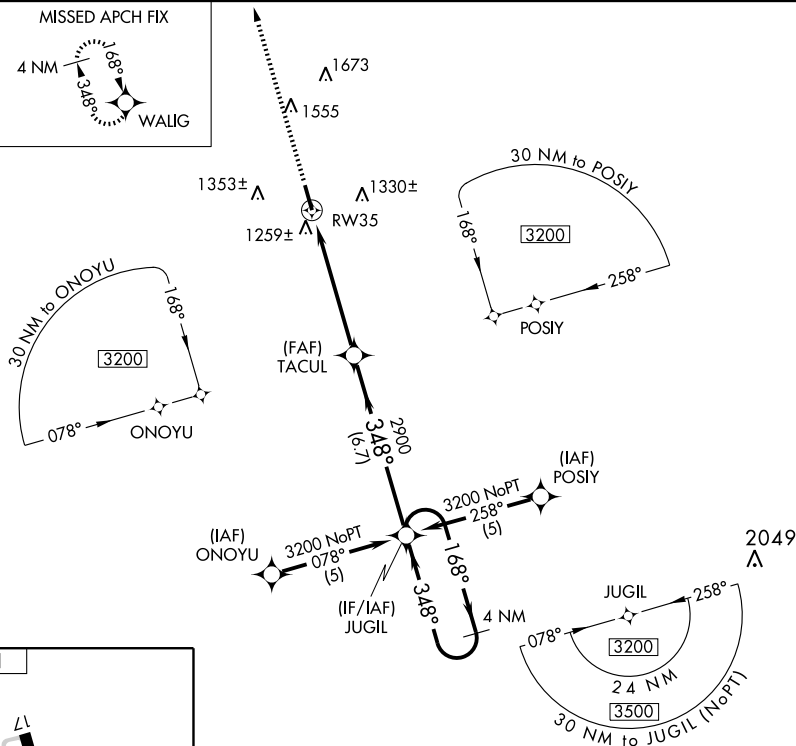 MISSED APCH FIX
4 NM
168°
348°
WALIG
1673
1555
1353±
1330±
RW35
1259±
30 NM to POSIY
168°
3200
258°
POSIY
30 NM to ONOYU
168°
3200
078°
ONOYU
(FAF)
TACUL
2900
348°
(6.7)
(IAF)
POSIY
3200 NoPT
258°
(5)
(IAF)
ONOYU
3200 NoPT
078°
(5)
(IF/IAF)
JUGIL
168°
348°
4 NM
2049
JUGIL
078°
258°
3200
24 NM
3500
30 NM to JUGIL (NoPT)
17